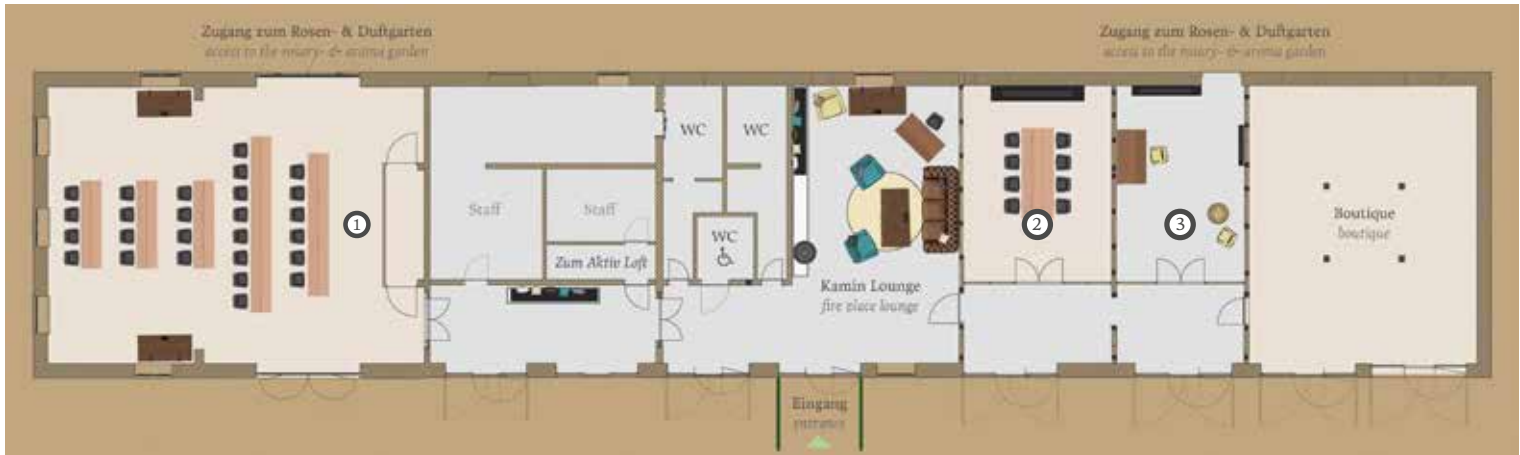 Zugang zum Rosen- & Duftgarten
access to the rosary- & aroma garden
Zugang zum Rosen- & Duftgarten
access to the rosary- & aroma garden
WC
WC
Staff
Staff
WC
Zum Aktiv Loft
1
2
3
Kamin Lounge
fire place lounge
Boutique
boutique
Eingang
entrance